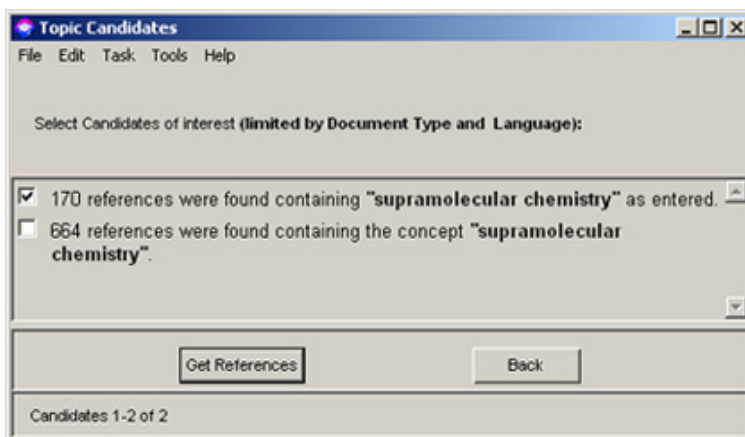 Topic Candidates
File Edit Task Tools Help
Select Candidates of interest (limited by Document Type and Language):
170 references were found containing "supramolecular chemistry" as entered.
664 references were found containing the concept "supramolecular
chemistry".
Get References Back
Candidates 1-2 of 2